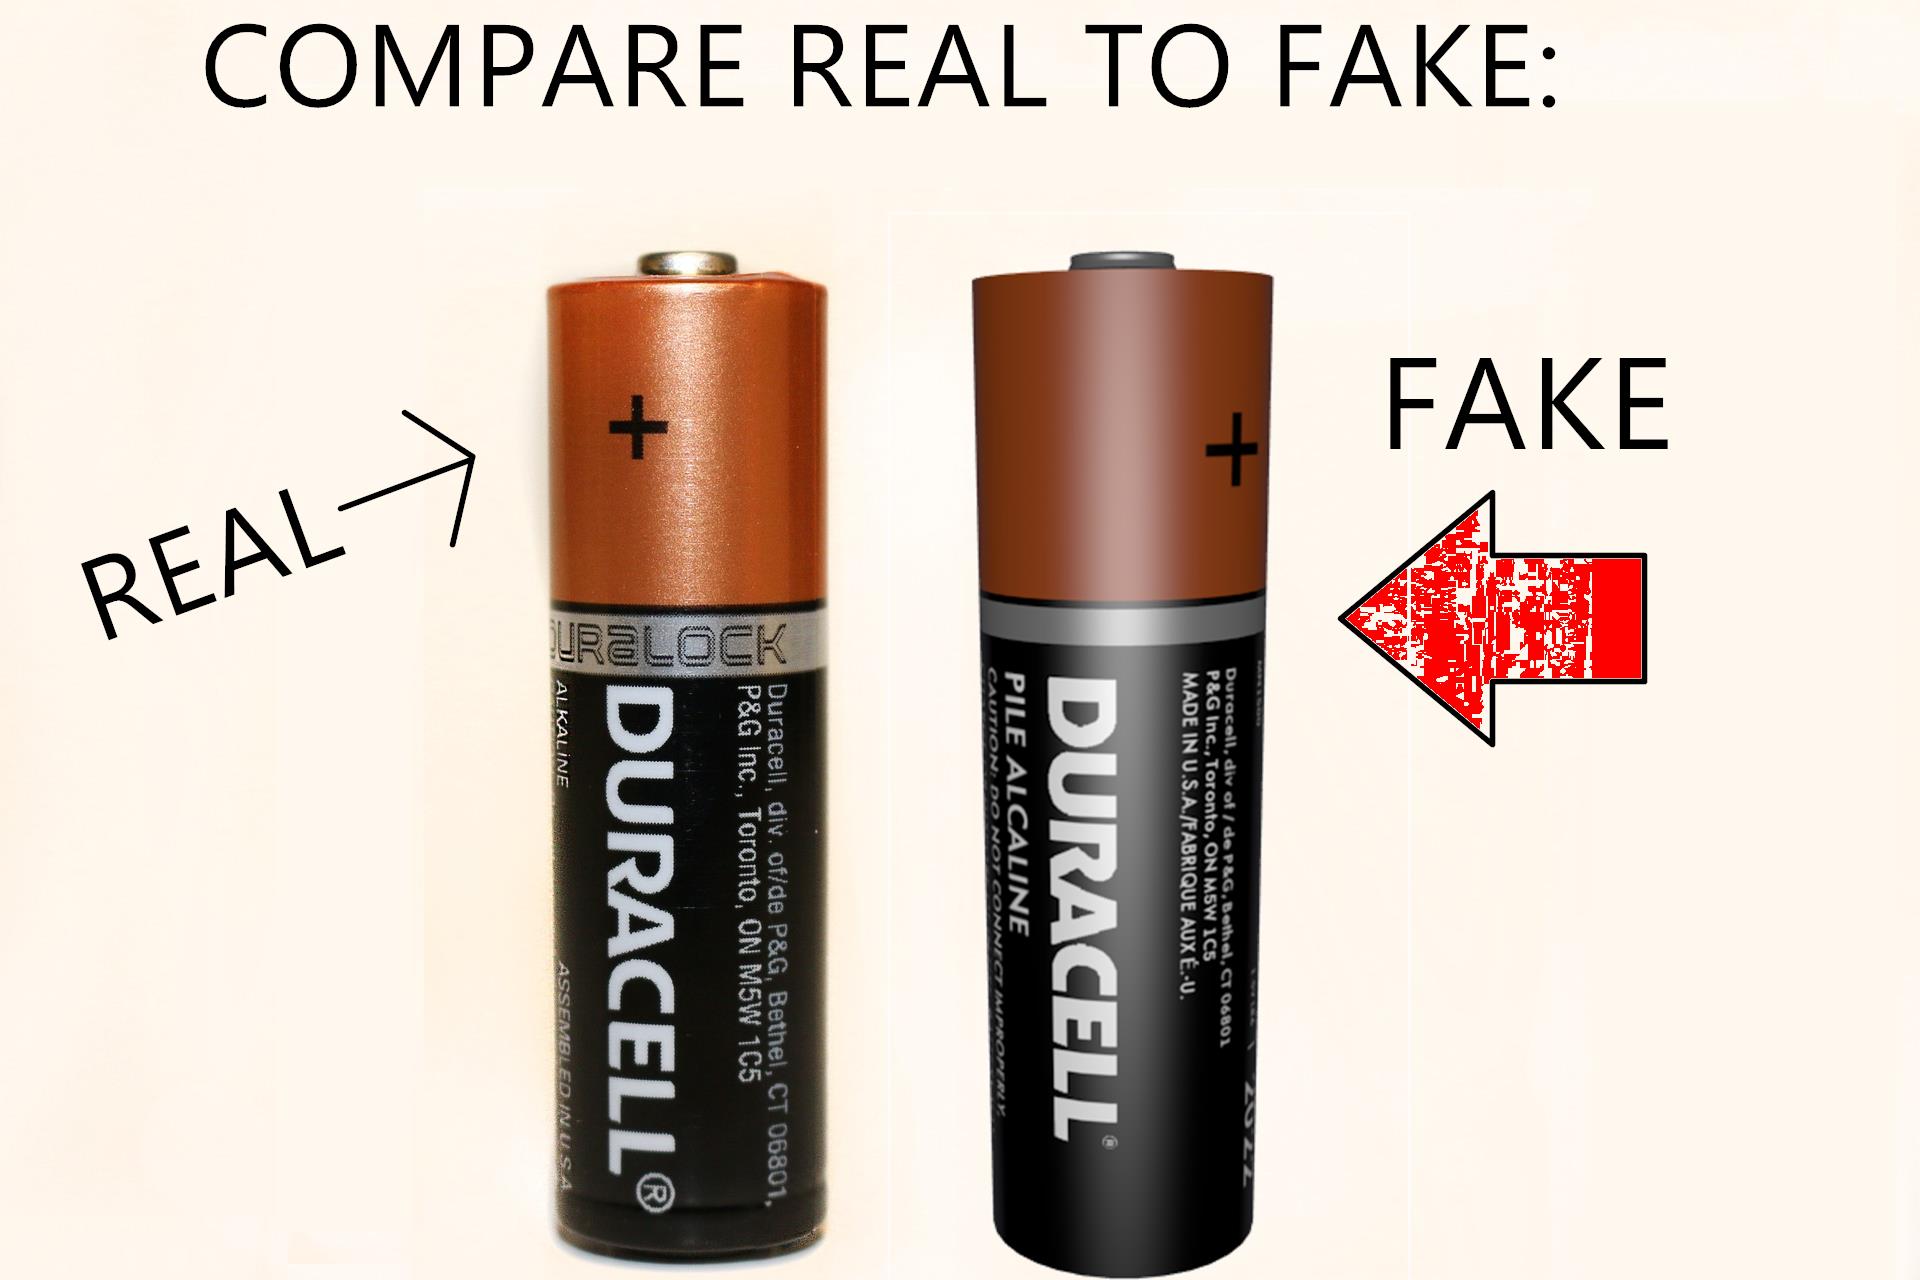 COMPARE REAL TO FAKE:
REAL
FAKE
+
DURALOCK
ALKALINE
ASSEMBLED IN U.S.A
DURACELL®
Duracell, div. of/de P&G, Bethel, CT 06801,
P&G Inc., Toronto, ON M5W 1C5
+
CAUTION: DO NOT CONNECT IMPROPERLY,
PILE ALCALINE
DURACELL®
MADE IN U.S.A./FABRIQUE AUX É.-U.
P&G Inc., Toronto, ON M5W 1C5
Duracell, div of / de P&G, Bethel, CT 06801
2022